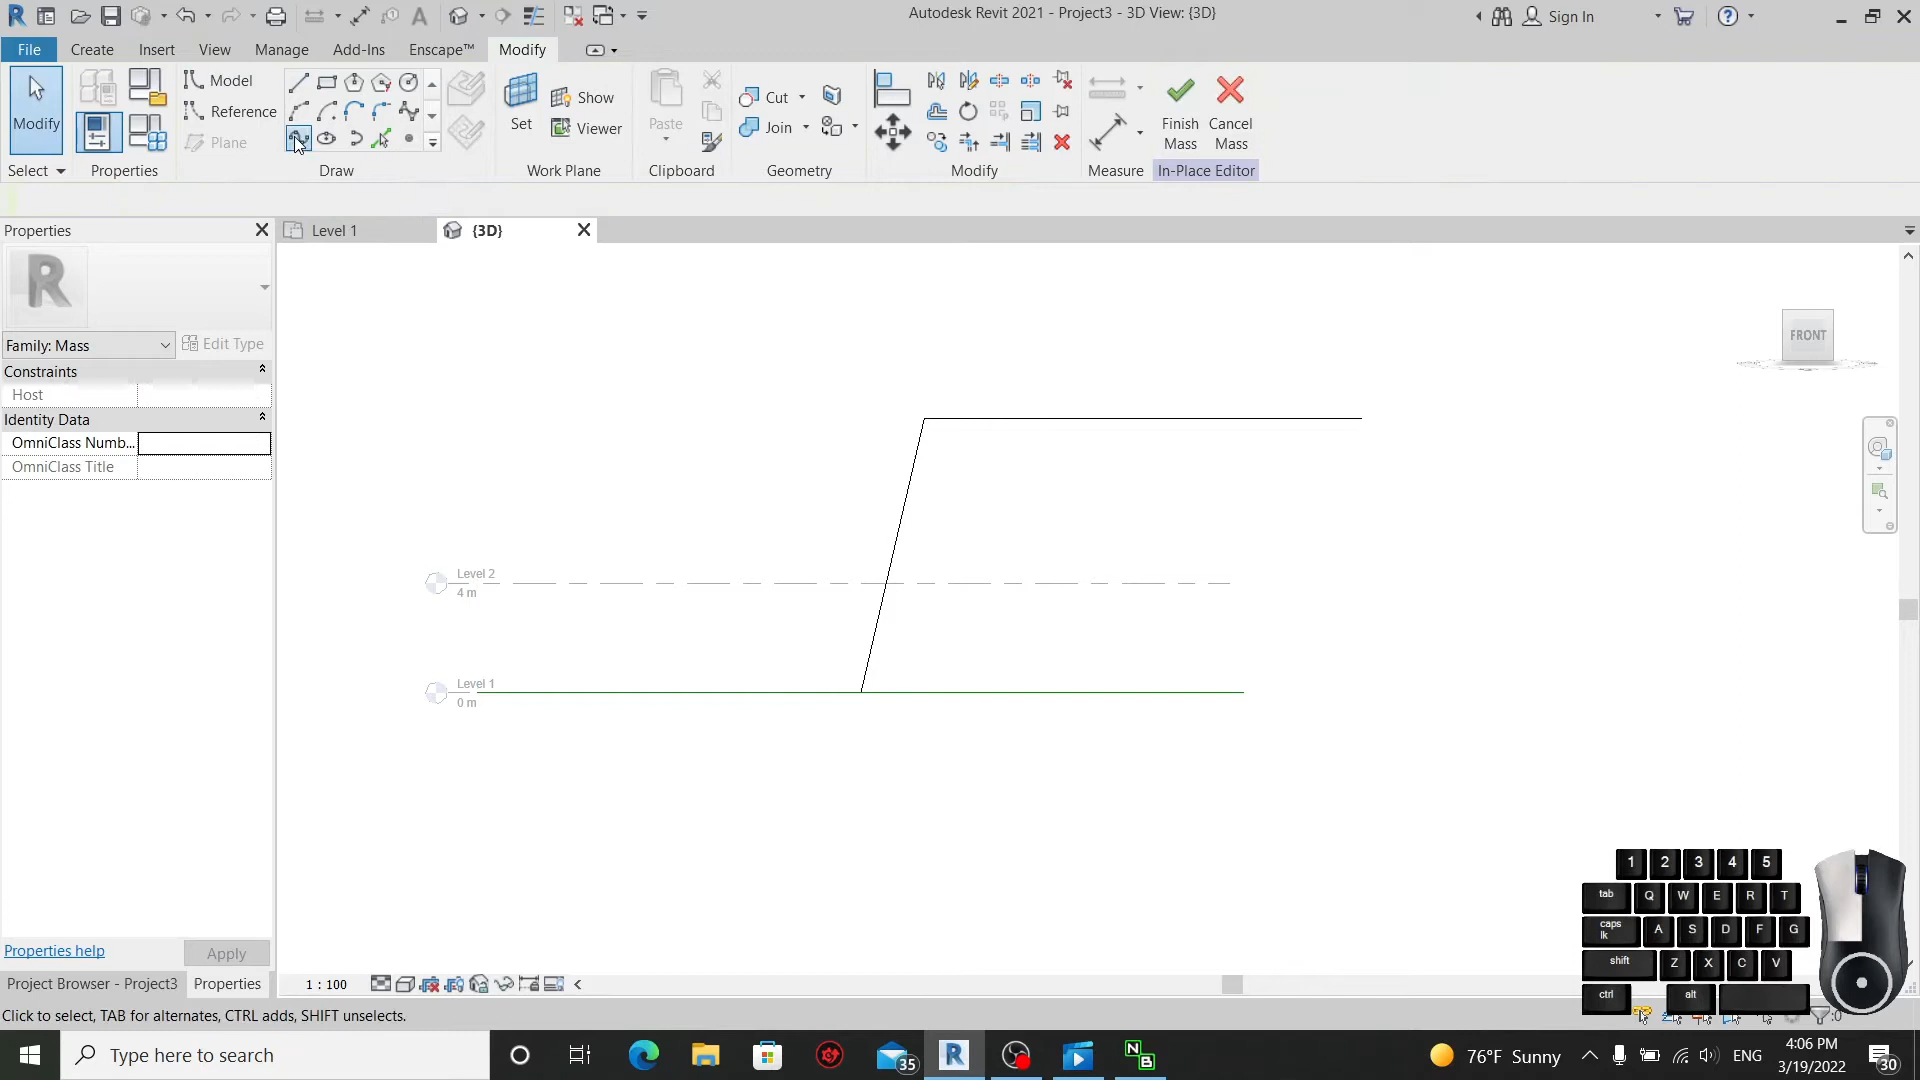 Autodesk Revit 2021 - Project3 - 3D View: {3D}
Sign In
File Create Insert View Manage Add-Ins Enscape™ Modify
Modify
Model
Reference
Plane
Set
Show
Viewer
Paste
Cut
Join
Finish
Mass
Cancel
Mass
Select Properties Draw Work Plane Clipboard Geometry Modify Measure In-Place Editor
Properties
Level 1
{3D}
R
Family: Mass
Edit Type
Constraints
Host
Identity Data
OmniClass Numb...
OmniClass Title
FRONT
Level 2
4 m
Level 1
0 m
Properties help
Apply
Project Browser - Project3 Properties
1 : 100
Click to select, TAB for alternates, CTRL adds, SHIFT unselects.
:0
1 2 3 4 5
tab Q W E R T
caps lk A S D F G
shift Z X C V
ctrl alt
Type here to search
35
R
N
B
76°F Sunny
ENG
4:06 PM
3/19/2022
30